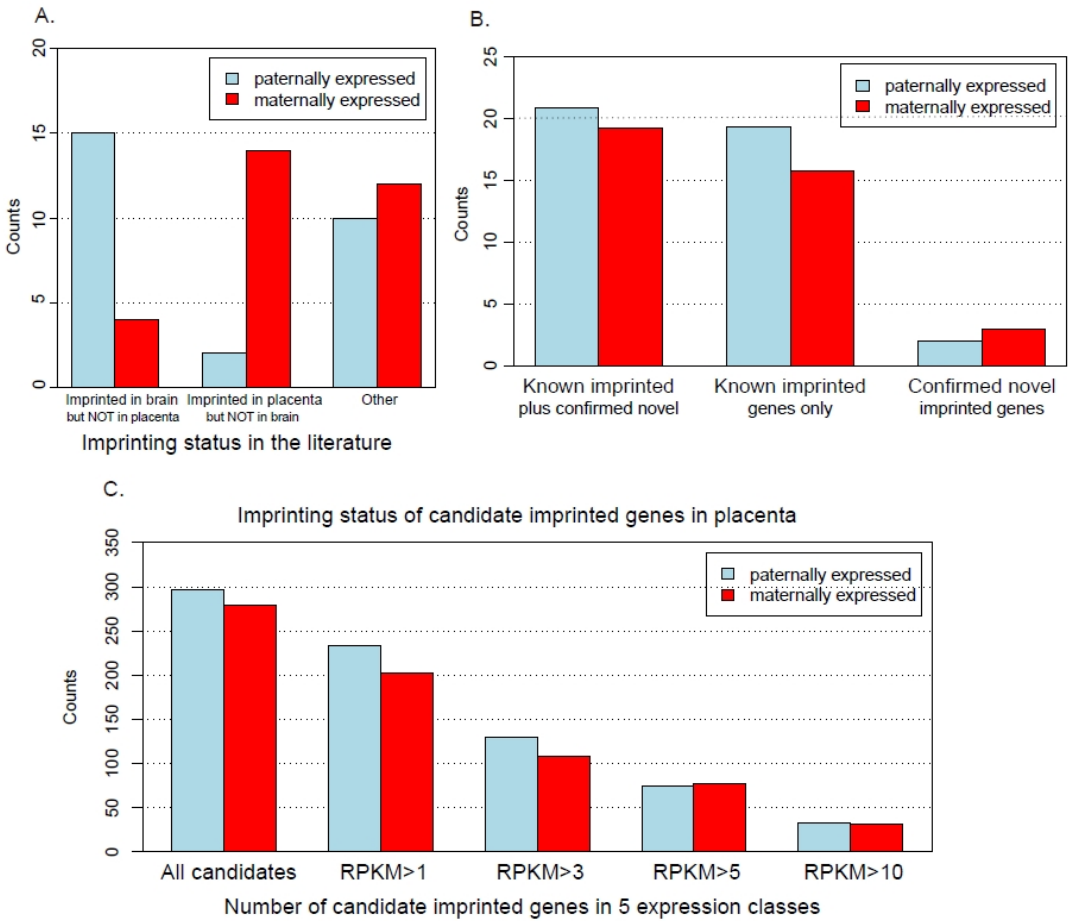 A.
20
15
10
5
0
Counts
paternally expressed
maternally expressed
Imprinted in brain
but NOT in placenta
Imprinted in placenta
but NOT in brain
Other
Imprinting status in the literature
B.
25
20
15
10
5
0
Counts
paternally expressed
maternally expressed
Known imprinted
plus confirmed novel
Known imprinted
genes only
Confirmed novel
imprinted genes
C.
Imprinting status of candidate imprinted genes in placenta
350
300
250
200
150
100
50
0
Counts
paternally expressed
maternally expressed
All candidates
RPKM>1
RPKM>3
RPKM>5
RPKM>10
Number of candidate imprinted genes in 5 expression classes